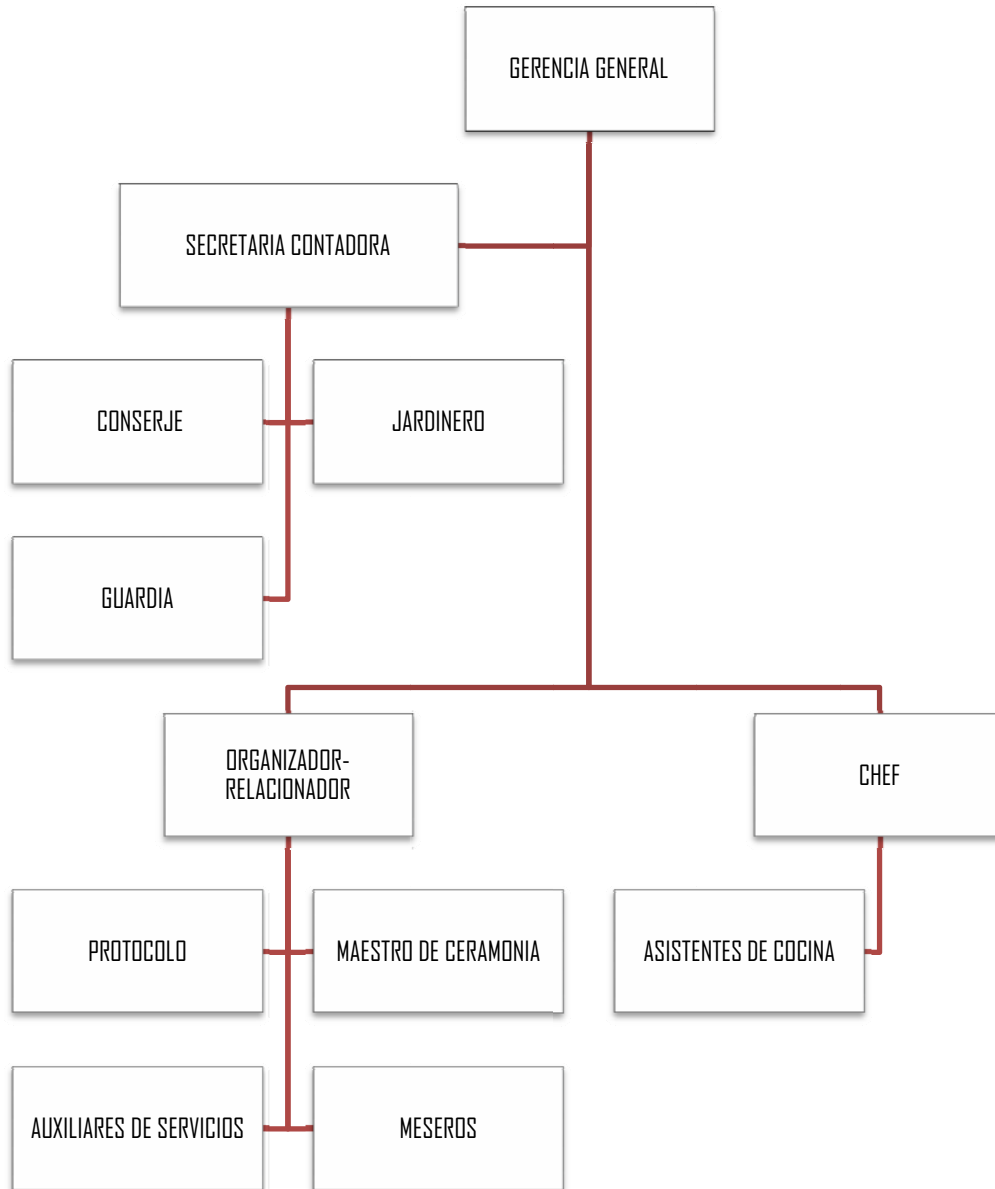 GERENCIA GENERAL
SECRETARIA CONTADORA
CONSERJE
JARDINERO
GUARDIA
ORGANIZADOR-
RELACIONADOR
CHEF
PROTOCOLO
MAESTRO DE CERAMONIA
ASISTENTES DE COCINA
AUXILIARES DE SERVICIOS
MESEROS